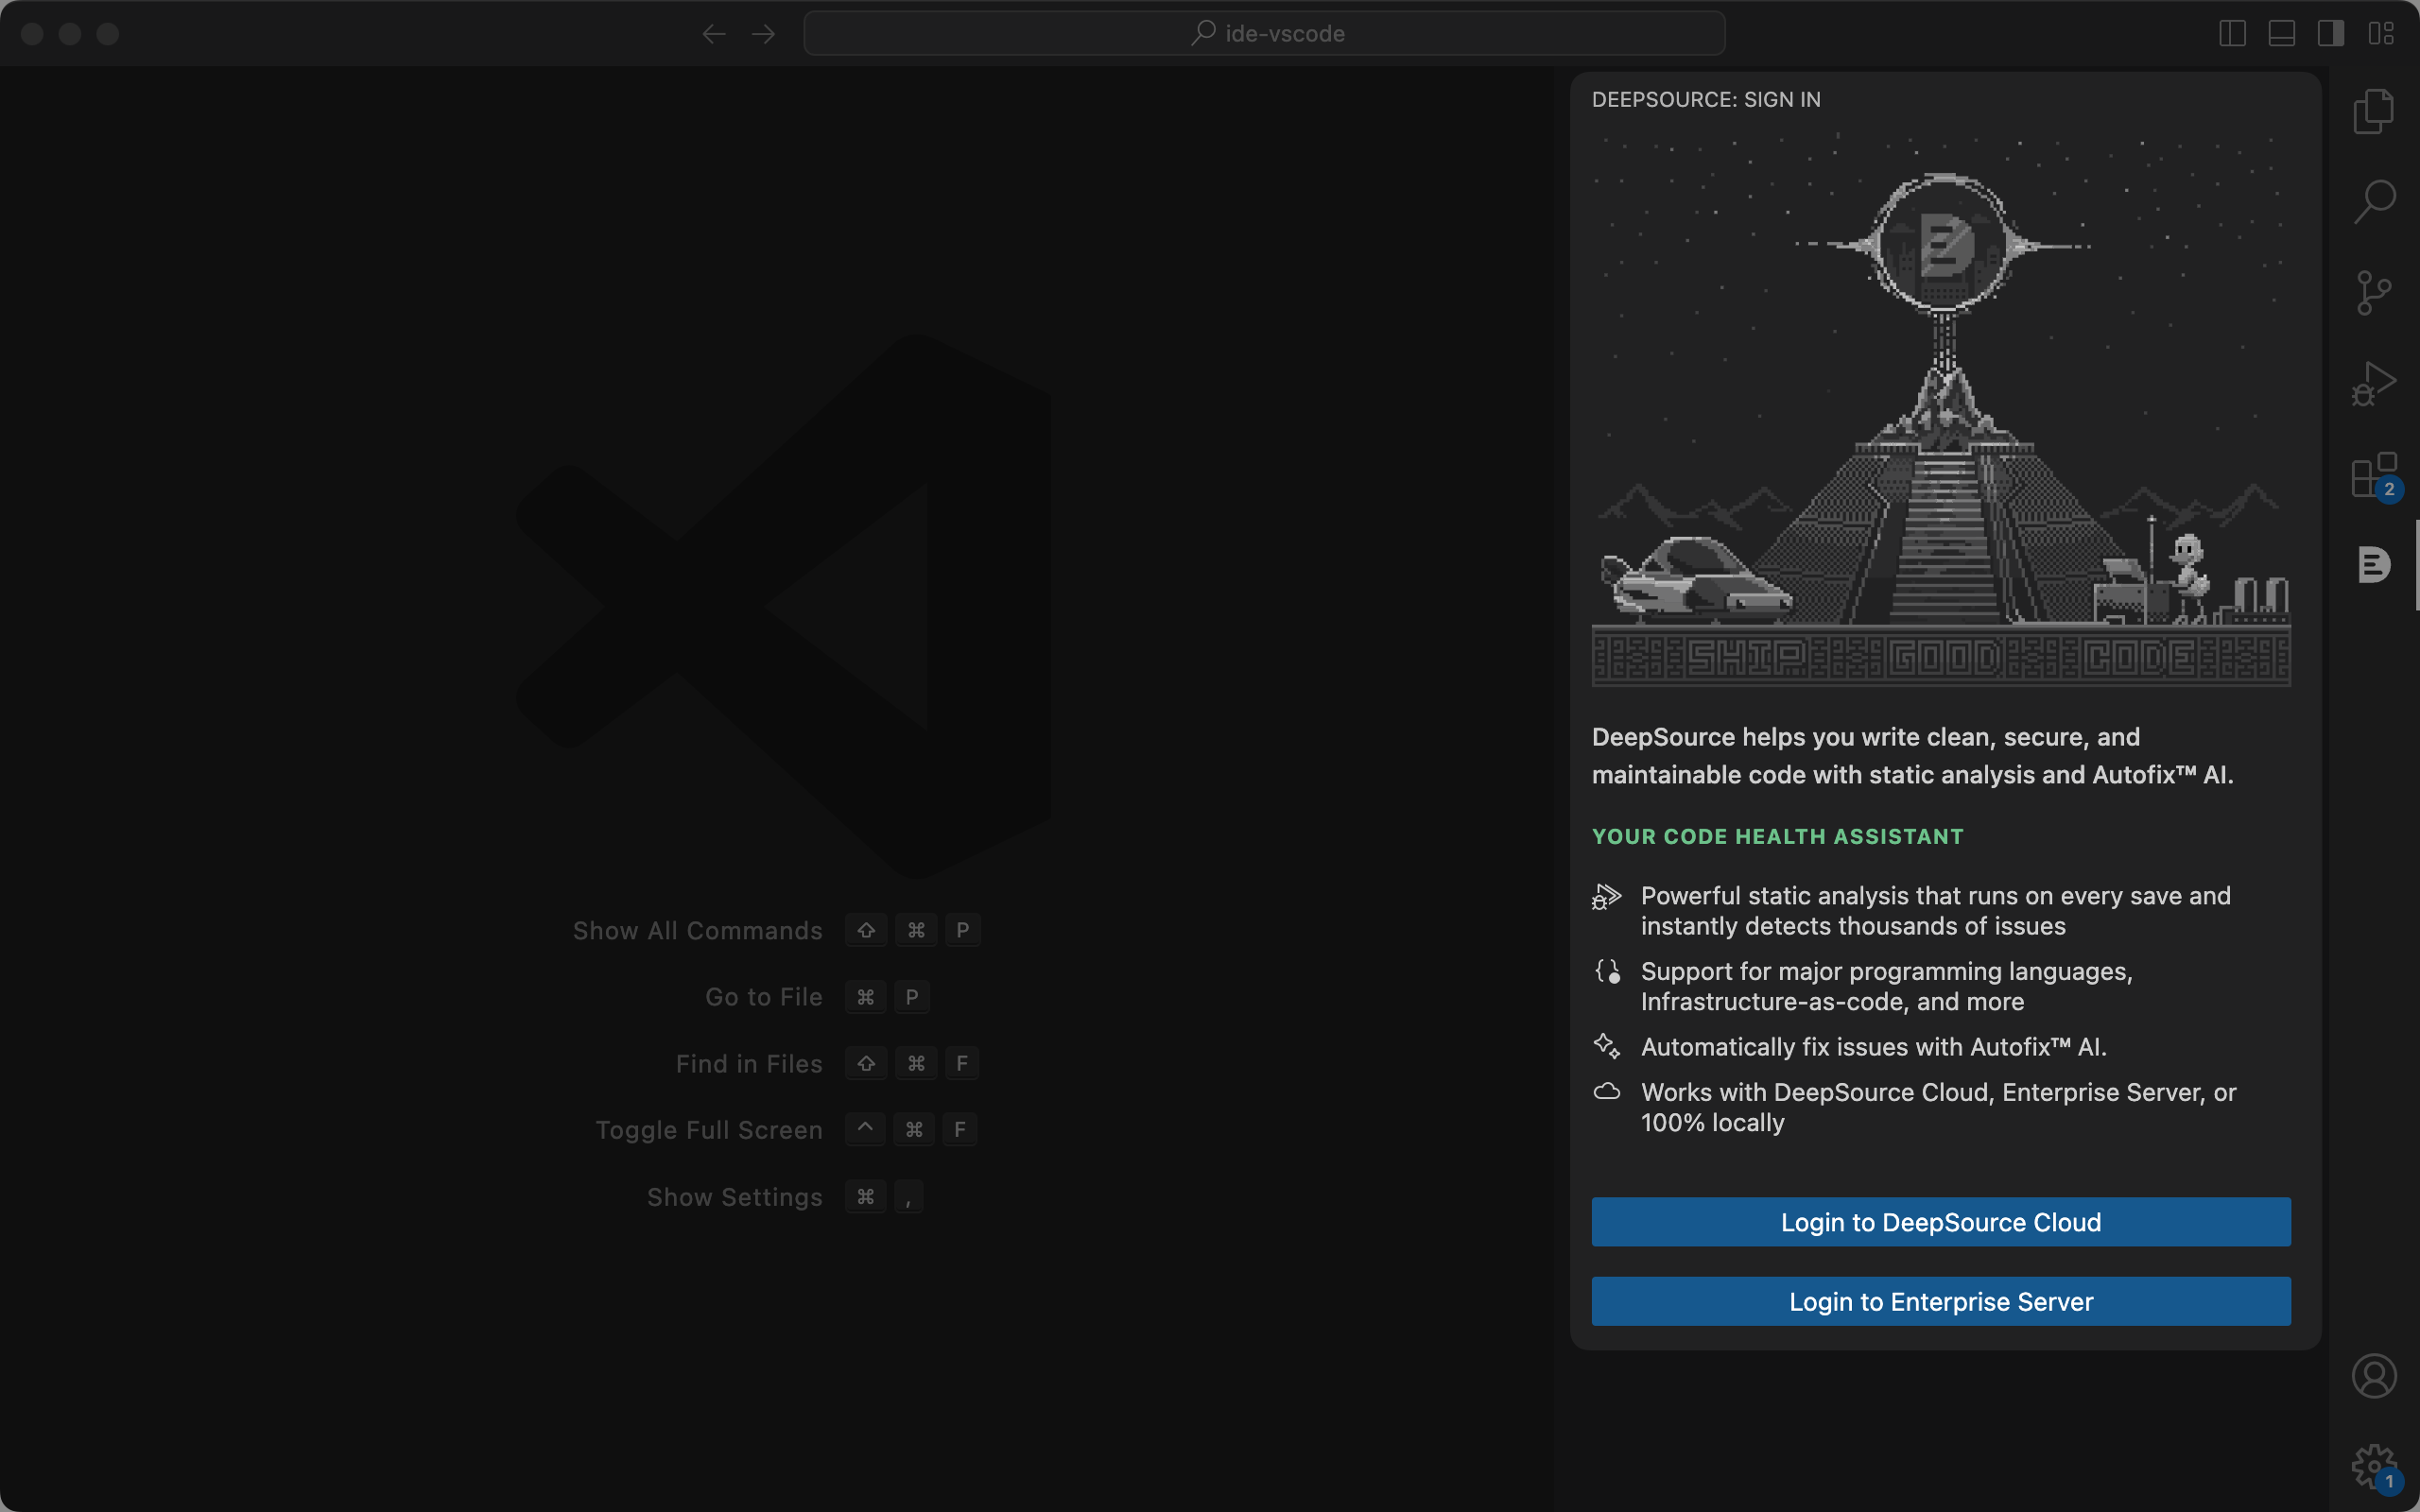 ide-vscode
DEEPSOURCE: SIGN IN
SHIP GOOD CODE
DeepSource helps you write clean, secure, and
maintainable code with static analysis and Autofix™ AI.
YOUR CODE HEALTH ASSISTANT
Powerful static analysis that runs on every save and
instantly detects thousands of issues
Support for major programming languages,
Infrastructure-as-code, and more
Automatically fix issues with Autofix™ AI.
Works with DeepSource Cloud, Enterprise Server, or
100% locally
Login to DeepSource Cloud
Login to Enterprise Server
Show All Commands ⇧ ⌘ P
Go to File ⌘ P
Find in Files ⇧ ⌘ F
Toggle Full Screen ^ ⌘ F
Show Settings ⌘ ,
2
1